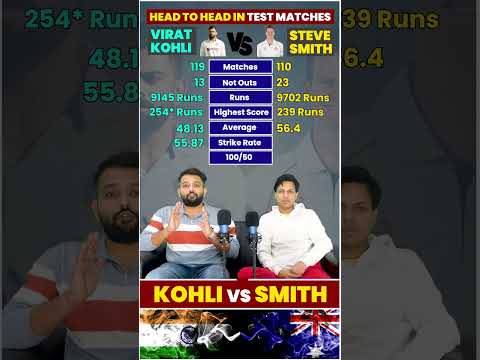 HEAD TO HEAD IN TEST MATCHES
VIRAT KOHLI VS STEVE SMITH
119 Matches 110
13 Not Outs 23
9145 Runs Runs 9702 Runs
254* Runs Highest Score 239 Runs
48.13 Average 56.4
55.87 Strike Rate
100/50
KOHLI VS SMITH